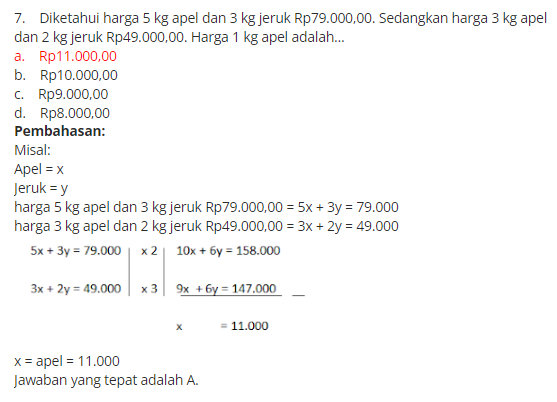 7. Diketahui harga 5 kg apel dan 3 kg jeruk Rp79.000,00. Sedangkan harga 3 kg apel
dan 2 kg jeruk Rp49.000,00. Harga 1 kg apel adalah...
a. Rp11.000,00
b. Rp10.000,00
c. Rp9.000,00
d. Rp8.000,00
Pembahasan:
Misal:
Apel = x
Jeruk = y
harga 5 kg apel dan 3 kg jeruk Rp79.000,00 = 5x + 3y = 79.000
harga 3 kg apel dan 2 kg jeruk Rp49.000,00 = 3x + 2y = 49.000
5x + 3y = 79.000 | x 2 | 10x + 6y = 158.000
3x + 2y = 49.000 | x 3 | 9x + 6y = 147.000 _
x = 11.000
x = apel = 11.000
Jawaban yang tepat adalah A.